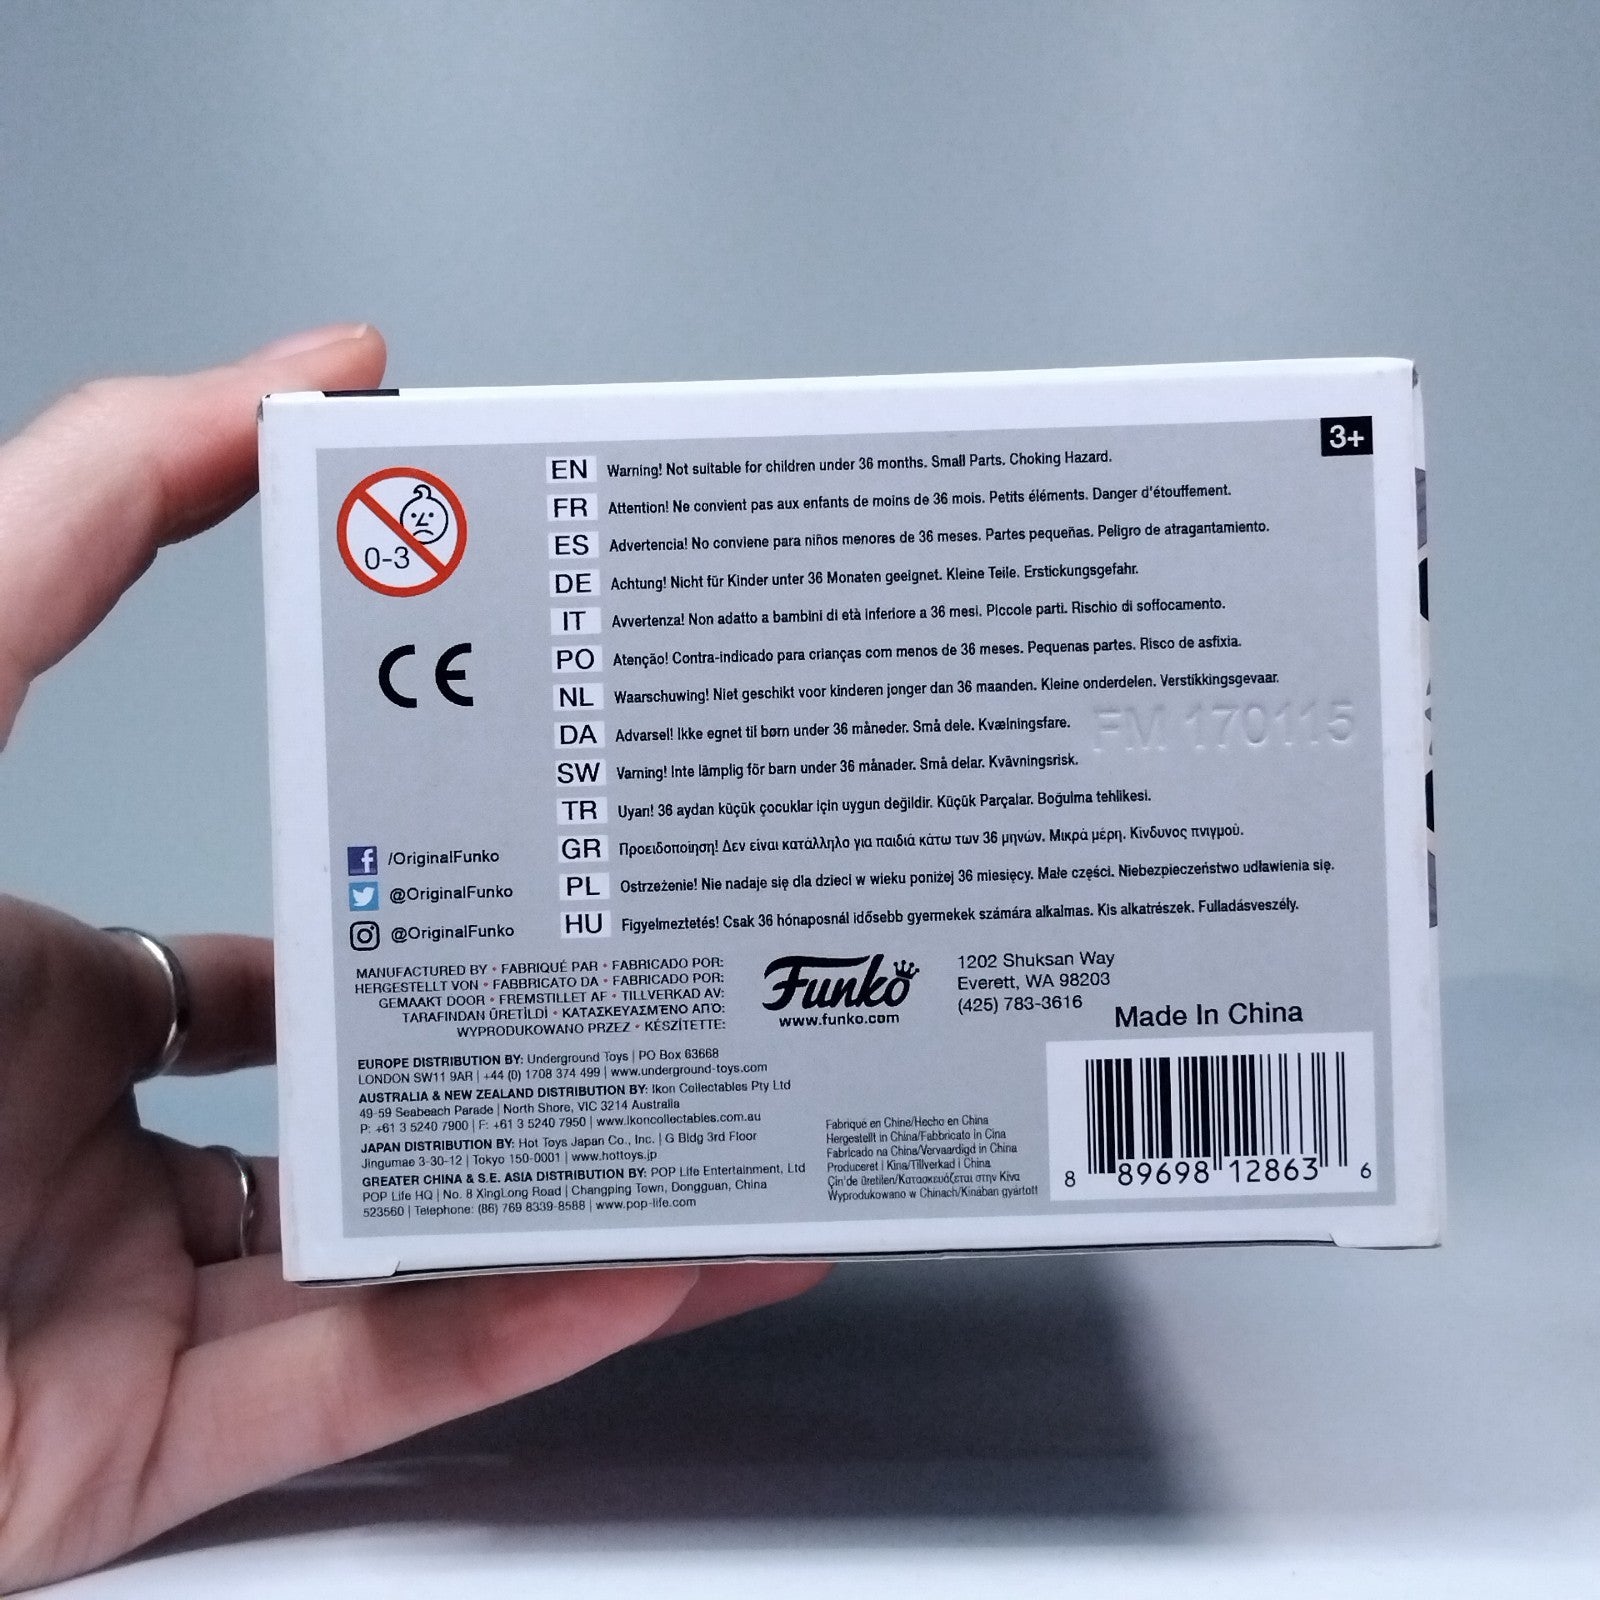 3+
0-3
CE
EN Warning! Not suitable for children under 36 months. Small Parts. Choking Hazard.
FR Attention! Ne convient pas aux enfants de moins de 36 mois. Petits éléments. Danger d'étouffement.
ES Advertencia! No conviene para niños menores de 36 meses. Partes pequeñas. Peligro de atragantamiento.
DE Achtung! Nicht für Kinder unter 36 Monaten geeignet. Kleine Teile. Erstickungsgefahr.
IT Avvertenza! Non adatto a bambini di età inferiore a 36 mesi. Piccole parti. Rischio di soffocamento.
PO Atenção! Contra-indicado para crianças com menos de 36 meses. Pequenas partes. Risco de asfixia.
NL Waarschuwing! Niet geschikt voor kinderen jonger dan 36 maanden. Kleine onderdelen. Verstikkingsgevaar.
DA Advarsel! Ikke egnet til børn under 36 måneder. Små dele. Kvælningsfare.
FM 170115
SW Varning! Inte lämplig för barn under 36 månader. Små delar. Kvävningsrisk.
TR Uyan! 36 aydan küçük çocuklar için uygun değildir. Küçük Parçalar. Boğulma tehlikesi.
GR Προειδοποίηση! Δεν είναι κατάλληλο για παιδιά κάτω των 36 μηνών. Μικρά μέρη. Κίνδυνος πνιγμού.
PL Ostrzeżenie! Nie nadaje się dla dzieci w wieku poniżej 36 miesięcy. Małe części. Niebezpieczeństwo udławienia się.
HU Figyelmeztetés! Csak 36 hónaposnál idősebb gyermekek számára alkalmas. Kis alkatrészek. Fulladásveszély.
/OriginalFunko
@OriginalFunko
@OriginalFunko
MANUFACTURED BY • FABRIQUÉ PAR • FABRICADO POR:
HERGESTELLT VON • FABBRICATO DA • FABRICADO POR:
GEMAAKT DOOR • FREMSTILLET AF • TILLVERKAD AV:
TARAFINDAN ÜRETİLDİ • ΚΑΤΑΣΚΕΥΑΣΜΈΝΟ ΑΠΌ:
WYPRODUKOWANO PRZEZ • KÉSZÍTETTE:
Funko
www.funko.com
1202 Shuksan Way
Everett, WA 98203
(425) 783-3616
Made In China
EUROPE DISTRIBUTION BY: Underground Toys | PO Box 63668
LONDON SW11 9AR | +44 (0) 1708 374 499 | www.underground-toys.com
AUSTRALIA & NEW ZEALAND DISTRIBUTION BY: Ikon Collectables Pty Ltd
49-59 Seabeach Parade | North Shore, VIC 3214 Australia
P: +61 3 5240 7900 | F: +61 3 5240 7950 | www.ikoncollectables.com.au
JAPAN DISTRIBUTION BY: Hot Toys Japan Co., Inc. | G Bldg 3rd Floor
Jingumae 3-30-12 | Tokyo 150-0001 | www.hottoys.jp
GREATER CHINA & S.E. ASIA DISTRIBUTION BY: POP Life Entertainment, Ltd
POP Life HQ | No. 8 XingLong Road | Changping Town, Dongguan, China
523560 | Telephone: (86) 769 8339-8588 | www.pop-life.com
Fabriqué en Chine/Hecho en China
Hergestellt in China/Fabbricato in Cina
Fabricado na China/Vervaardigd in China
Produceret i Kina/Tillverkad i China
Çin'de üretilen/Κατασκευάζεται στην Κίνα
Wyprodukowano w Chinach/Kínában gyártott
8 89698 12863 6